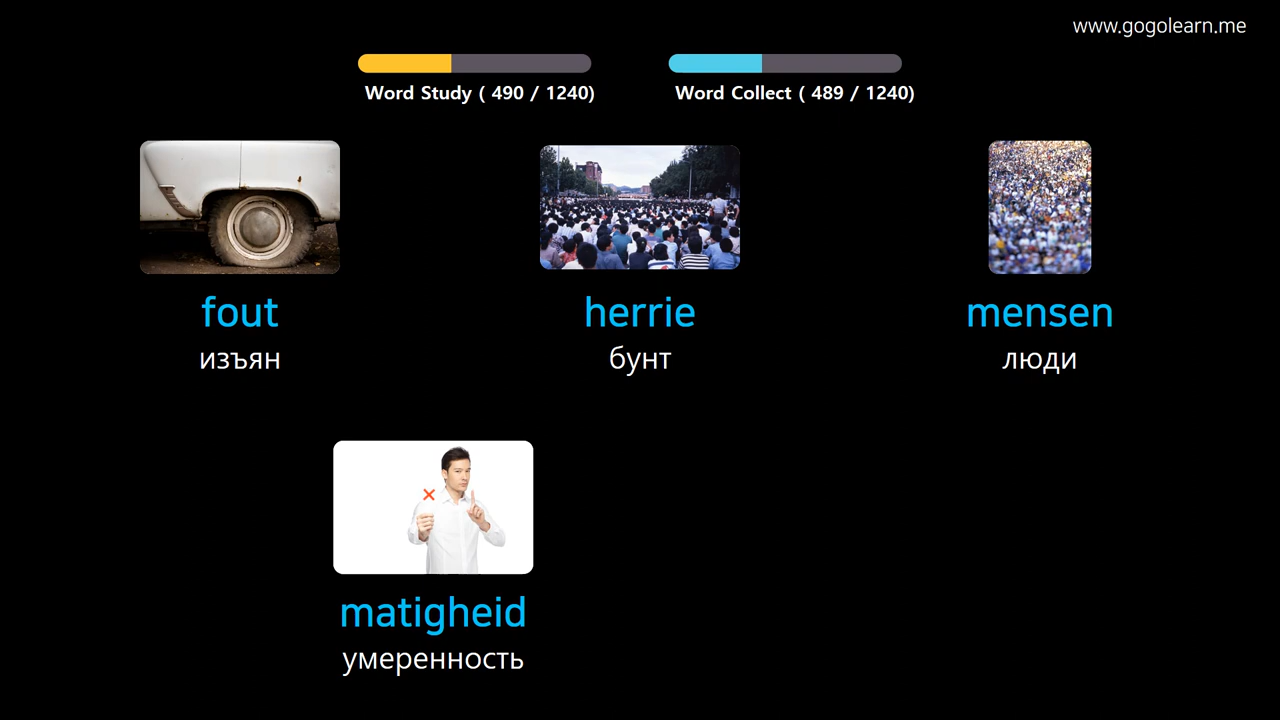 www.gogolearn.me
Word Study ( 490 / 1240)
Word Collect ( 489 / 1240)
fout
изъян
herrie
бунт
mensen
люди
matigheid
умеренность